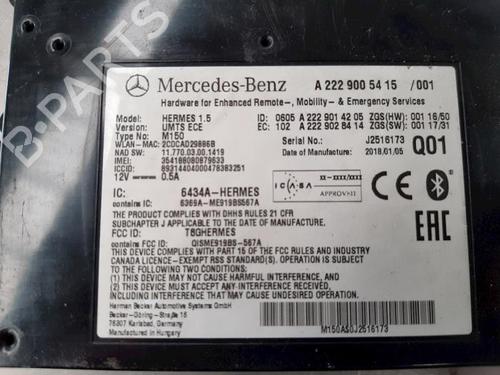 Mercedes-Benz A 222 900 54 15 /001
Hardware for Enhanced Remote-, Mobility- & Emergency Services
Model: HERMES 1.5 ID: 0605 A 222 901 42 05 ZGS(HW) 001 16/50
Version: UMTS ECE EC: 102 A 222 902 84 14 ZGS(SW) 001 17/31
Type No: M150
WLAN-MAC: 2CDCAD29886B Serial No.: J2516173
NAD SW: 11.770.03.00.1419 Date of Manufacture: 2018/01/05 Q01
IMEI: 354188080879633
ICCID: 89314404000478383251
12V 0.5A
IC: 6434A-HERMES
contains IC: 6369A-ME919BS567A
ICASA XX-XXXX/XXXX APPROVED CE
THE PRODUCT COMPLIES WITH DHHS RULES 21 CFR
SUBCHAPTER J APPLICABLE TO THE DATE OF MANUFACTURE.
FCC ID: T8GHERMES
contains FCC ID: QISME919BS-567A
EAC
THIS DEVICE COMPLIES WITH PART 15 OF THE FCC RULES AND INDUSTRY
CANADA LICENCE-EXEMPT RSS STANDARD(S). OPERATION IS SUBJECT TO
THE FOLLOWING TWO CONDITIONS:
(1) THIS DEVICE MAY NOT CAUSE HARMFUL INTERFERENCE, AND
(2) THIS DEVICE MUST ACCEPT ANY INTERFERENCE, INCLUDING
INTERFERENCE THAT MAY CAUSE UNDESIRED OPERATION.
Harman Becker Automotive Systems GmbH
Becker-Göring-Straße 16
76307 Karlsbad, Germany
Manufactured in Hungary
M150AS0J2516173